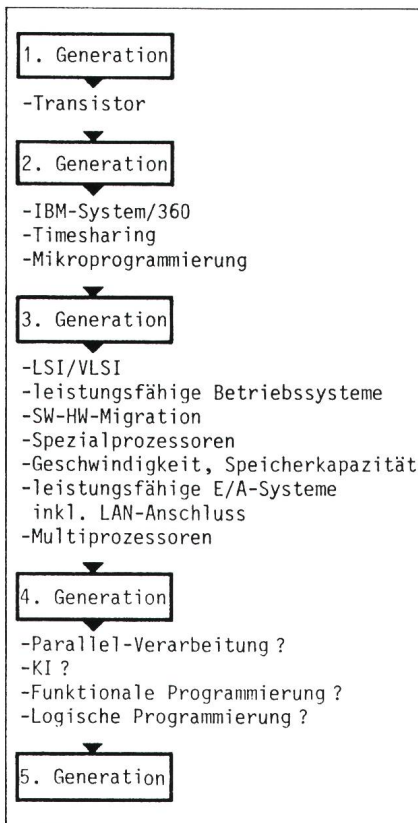 1. Generation
-Transistor
2. Generation
-IBM-System/360
-Timesharing
-Mikroprogrammierung
3. Generation
-LSI/VLSI
-leistungsfähige Betriebssysteme
-SW-HW-Migration
-Spezialprozessoren
-Geschwindigkeit, Speicherkapazität
-leistungsfähige E/A-Systeme
inkl. LAN-Anschluss
-Multiprozessoren
4. Generation
-Parallel-Verarbeitung ?
-KI ?
-Funktionale Programmierung ?
-Logische Programmierung ?
5. Generation